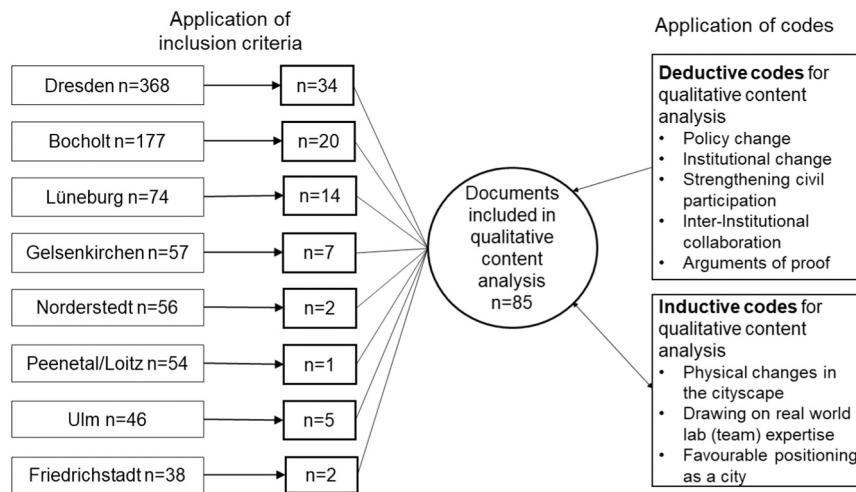 Application of
inclusion criteria
Dresden n=368
n=34
Bocholt n=177
n=20
Lüneburg n=74
n=14
Gelsenkirchen n=57
n=7
Norderstedt n=56
n=2
Peenetal/Loitz n=54
n=1
Ulm n=46
n=5
Friedrichstadt n=38
n=2
Documents
included in
qualitative
content
analysis
n=85
Application of codes
Deductive codes for
qualitative content
analysis
• Policy change
• Institutional change
• Strengthening civil
participation
• Inter-Institutional
collaboration
• Arguments of proof
Inductive codes for
qualitative content
analysis
• Physical changes in
the cityscape
• Drawing on real world
lab (team) expertise
• Favourable positioning
as a city